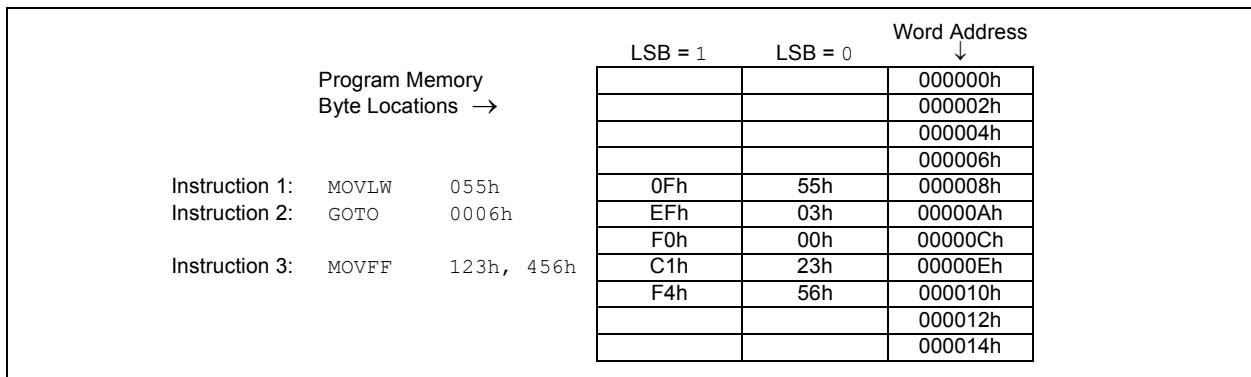 Word Address
LSB = 1 LSB = 0 ↓
Program Memory 000000h
Byte Locations → 000002h
000004h
000006h
Instruction 1: MOVLW 055h 0Fh 55h 000008h
Instruction 2: GOTO 0006h EFh 03h 00000Ah
F0h 00h 00000Ch
Instruction 3: MOVFF 123h, 456h C1h 23h 00000Eh
F4h 56h 000010h
000012h
000014h